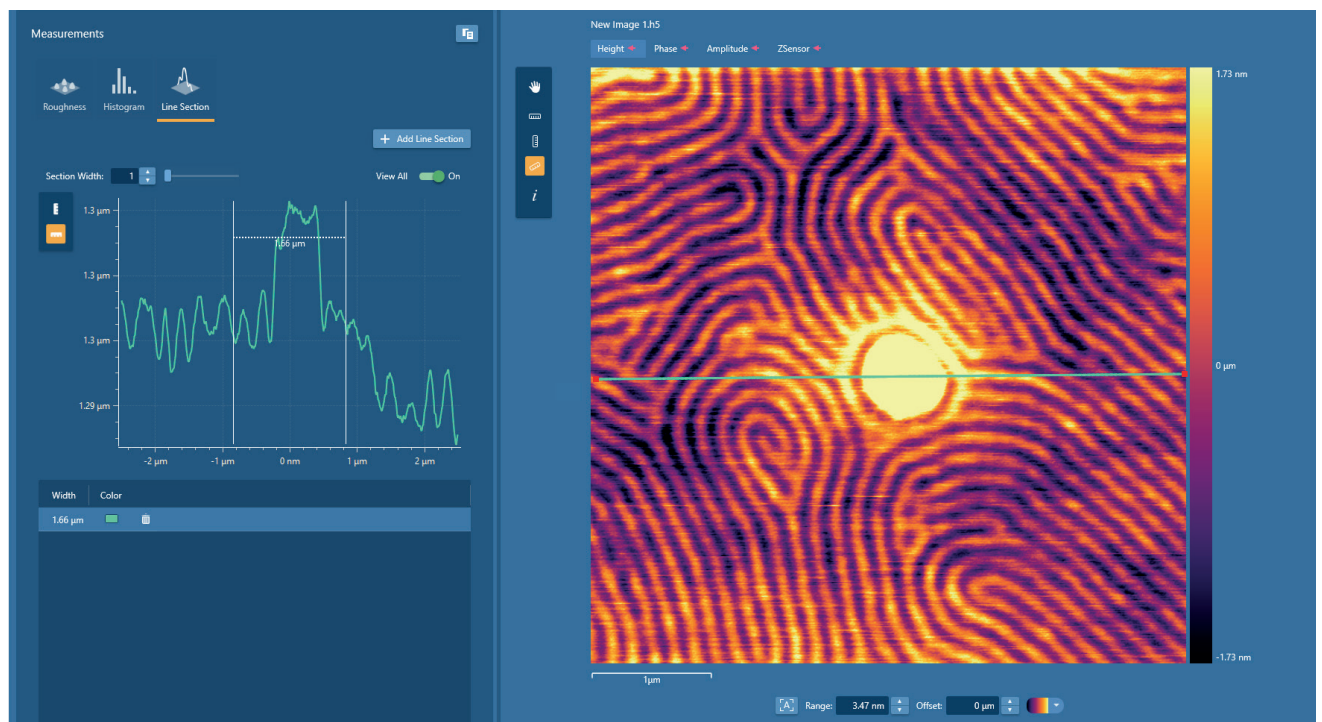 Measurements
Roughness Histogram Line Section
+ Add Line Section
Section Width: 1 View All On
1.3 μm
1.66 μm
1.3 μm
1.3 μm
1.29 μm
-2 μm -1 μm 0 nm 1 μm 2 μm
Width Color
1.66 μm
New Image 1.h5
Height Phase Amplitude ZSensor
i
1.73 nm
0 μm
-1.73 nm
1μm
[A] Range: 3.47 nm Offset: 0 μm